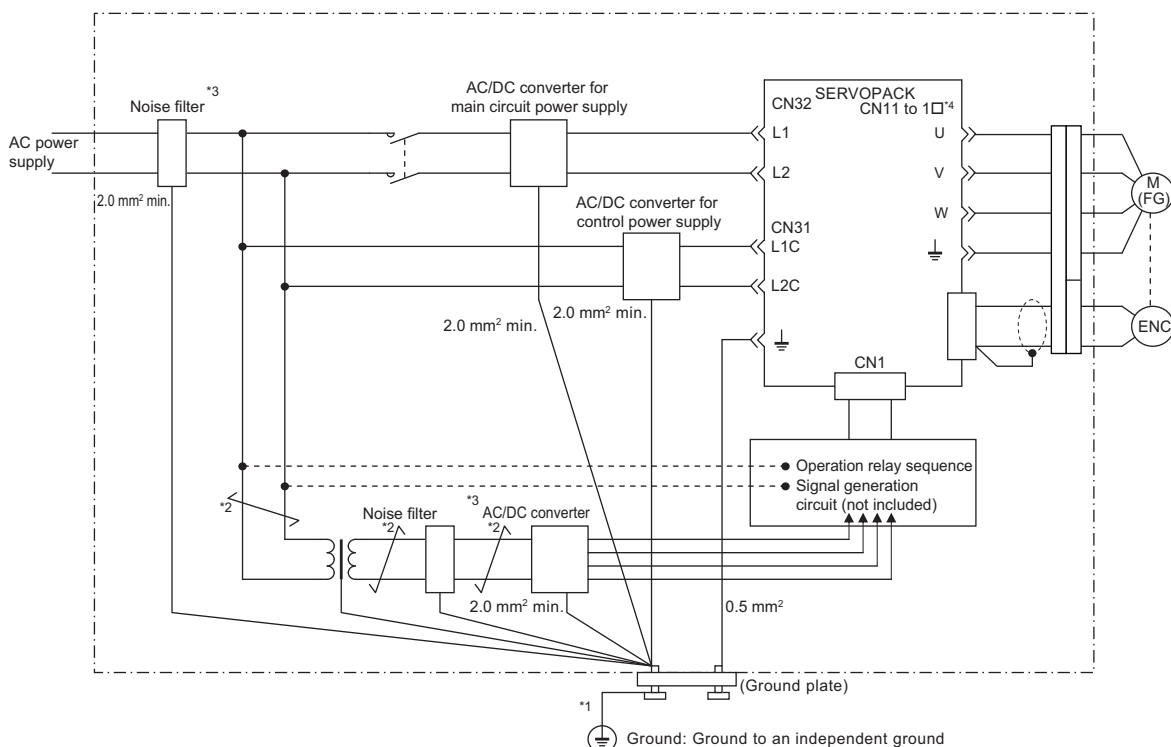 AC/DC converter for
main circuit power supply
SERVOPACK
CN32
CN11 to 1□*4
Noise filter *3
AC power
supply
L1
U
L2
V
M
(FG)
2.0 mm² min.
AC/DC converter for
control power supply
W
CN31
L1C
L2C
2.0 mm² min.
2.0 mm² min.
ENC
CN1
Operation relay sequence
Signal generation
circuit (not included)
*2
Noise filter
*2
*3
AC/DC converter
*2
2.0 mm² min.
0.5 mm²
(Ground plate)
*1
Ground: Ground to an independent ground